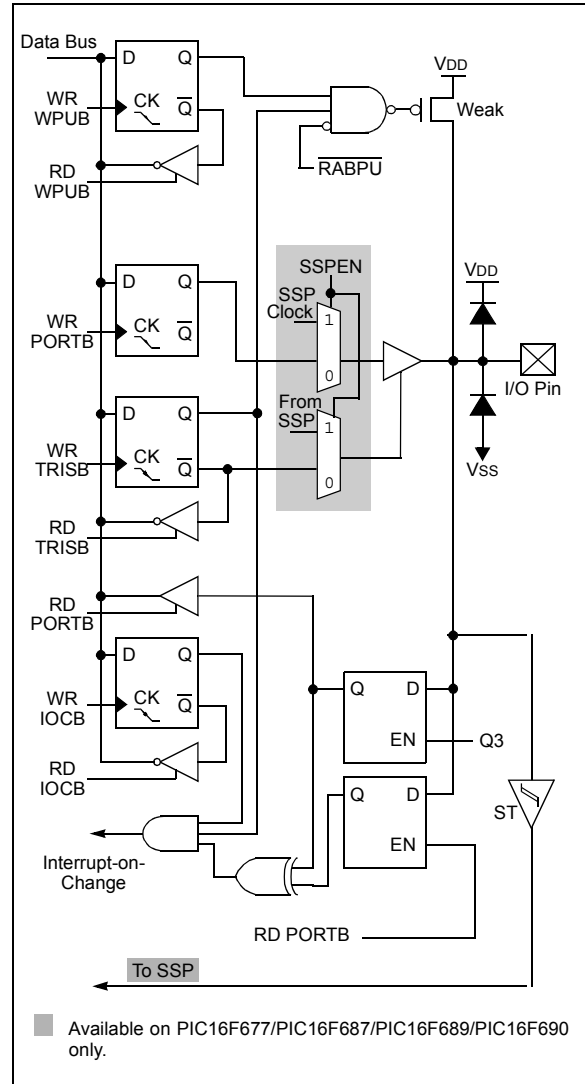 Data Bus
D Q
VDD
WR
WPUB
CK Q̅
Weak
RD
WPUB
R̅A̅B̅P̅U̅
SSPEN
D Q
SSP
Clock
1
VDD
WR
PORTB
CK Q̅
0
I/O Pin
D Q
From
SSP
1
WR
TRISB
CK Q̅
0
VSS
RD
TRISB
RD
PORTB
D Q
WR
IOCB
CK Q̅
Q D
EN
Q3
RD
IOCB
Q D
ST
EN
Interrupt-on-
Change
RD PORTB
To SSP
Available on PIC16F677/PIC16F687/PIC16F689/PIC16F690
only.